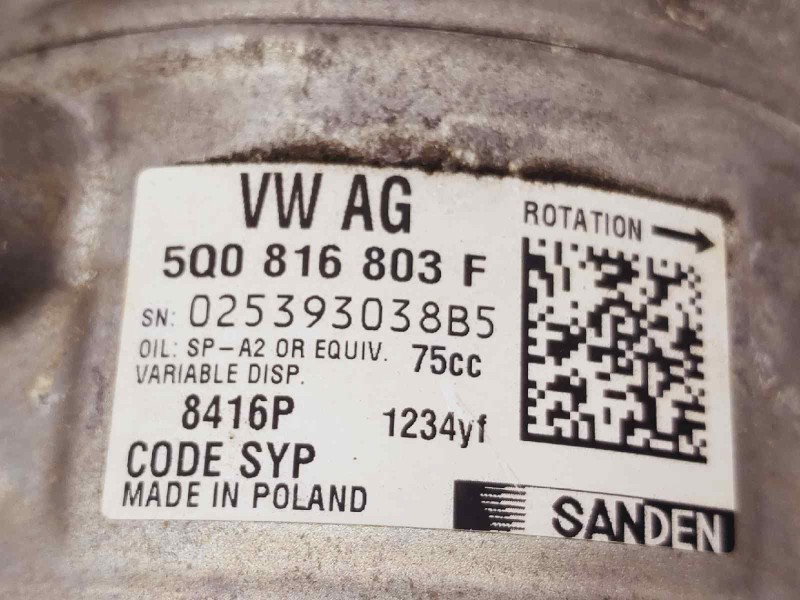 VW AG
5Q0 816 803 F
SN: 025393038B5
OIL: SP-A2 OR EQUIV. 75cc
VARIABLE DISP.
8416P 1234yf
CODE SYP
MADE IN POLAND
ROTATION
SANDEN